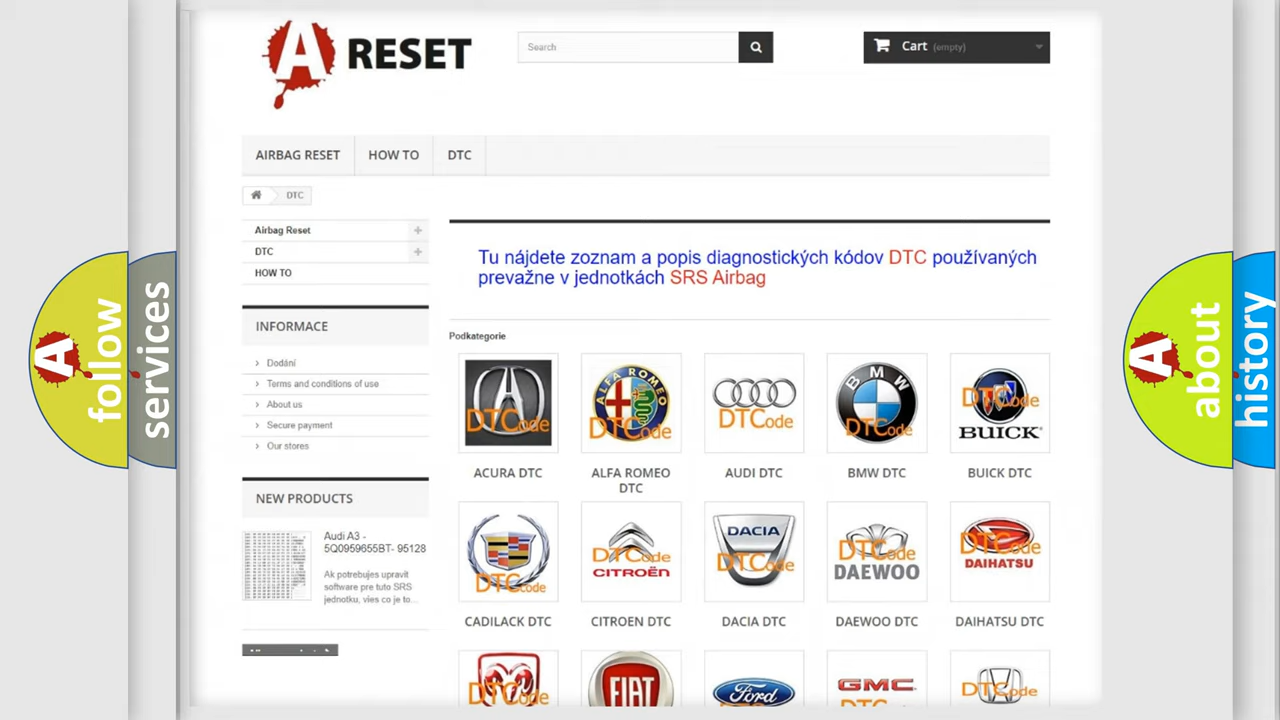 A RESET
Search
Cart (empty)
AIRBAG RESET
HOW TO
DTC
DTC
Airbag Reset
DTC
HOW TO
Tu nájdete zoznam a popis diagnostických kódov DTC používaných
prevažne v jednotkách SRS Airbag
INFORMACE
Dodání
Terms and conditions of use
About us
Secure payment
Our stores
NEW PRODUCTS
Audi A3 -
5Q0959655BT- 95128
Ak potrebujes upravit
software pre tuto SRS
jednotku, vies co je to...
Podkategorie
DTCode
ALFA ROMEO
DTCode
DTCode
BMW
DTCode
DTCode
BUICK
ACURA DTC
ALFA ROMEO
DTC
AUDI DTC
BMW DTC
BUICK DTC
DTCode
DTCode
CITROËN
DACIA
DTCode
DTCode
DAEWOO
DTCode
DAIHATSU
CADILACK DTC
CITROEN DTC
DACIA DTC
DAEWOO DTC
DAIHATSU DTC
DTCode
FIAT
Ford
GMC
DTCode
A follow
services
A about
history